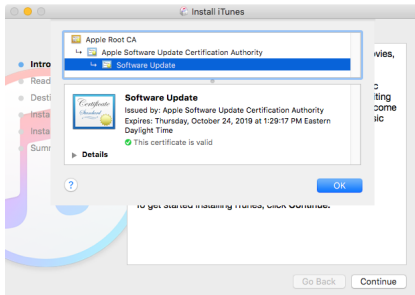 Install iTunes
Apple Root CA
Apple Software Update Certification Authority
Software Update
Intro
Read
Desti
Insta
Insta
Summ
Certificate
Standard
Software Update
Issued by: Apple Software Update Certification Authority
Expires: Thursday, October 24, 2019 at 1:29:17 PM Eastern
Daylight Time
This certificate is valid
Details
?
OK
To get started installing iTunes, click Continue.
Go Back
Continue